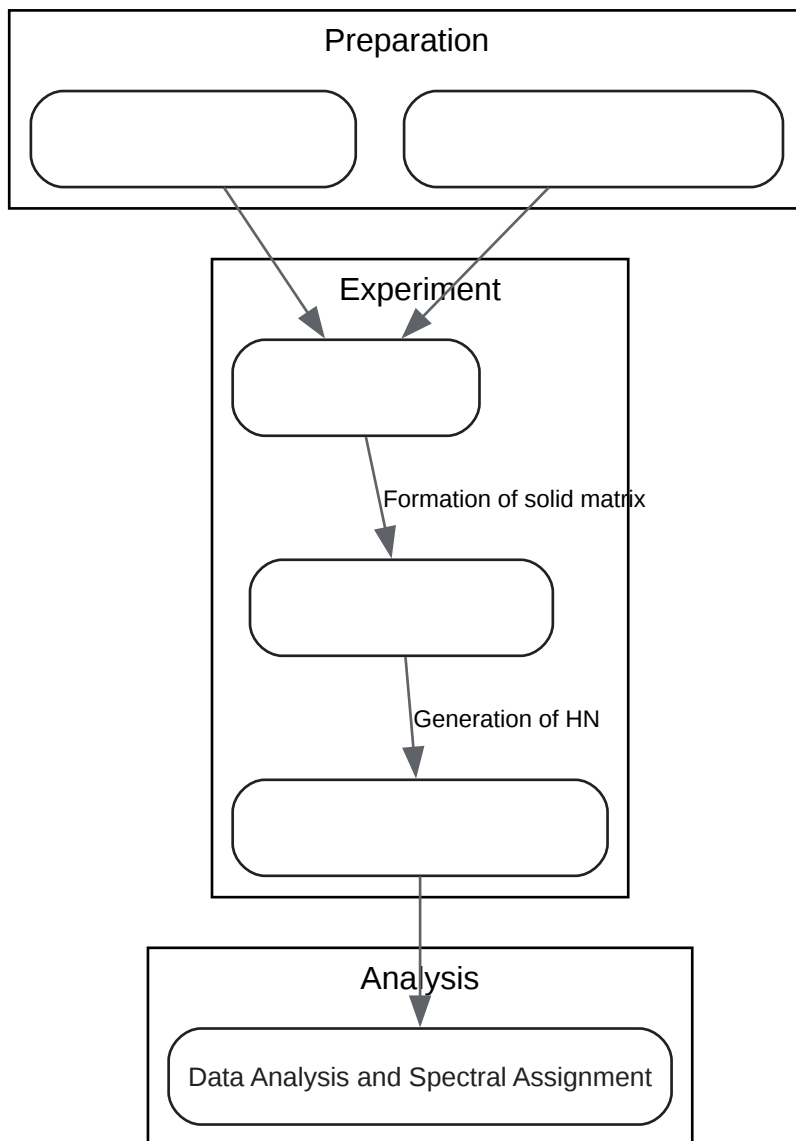 Preparation
Experiment
Formation of solid matrix
Generation of HN
Analysis
Data Analysis and Spectral Assignment